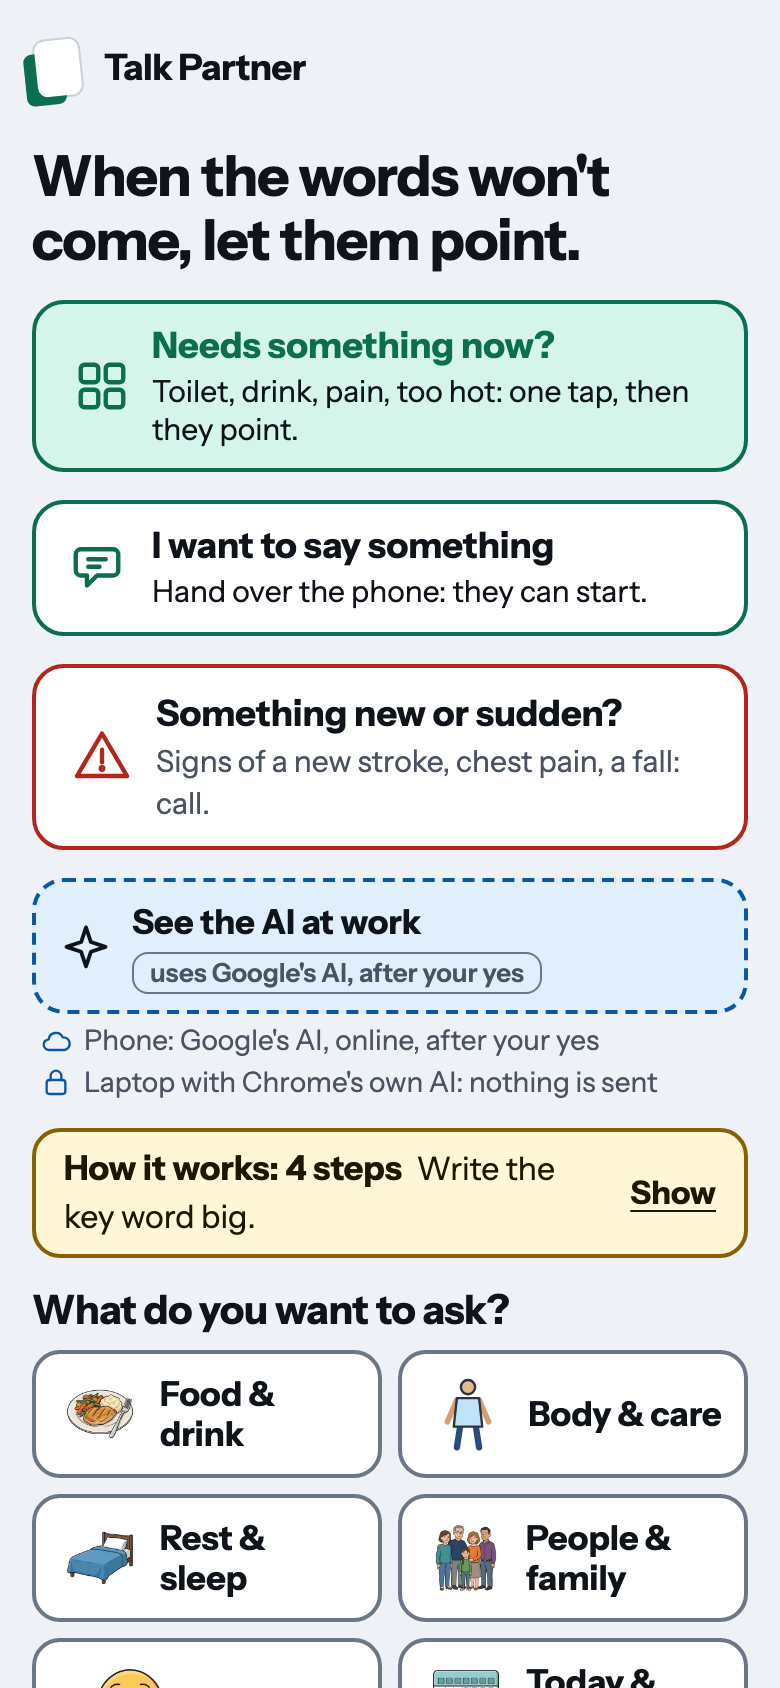 Talk Partner
When the words won't
come, let them point.
Needs something now?
Toilet, drink, pain, too hot: one tap, then
they point.
I want to say something
Hand over the phone: they can start.
Something new or sudden?
Signs of a new stroke, chest pain, a fall:
call.
See the AI at work
uses Google's AI, after your yes
Phone: Google's AI, online, after your yes
Laptop with Chrome's own AI: nothing is sent
How it works: 4 steps Write the
key word big.
Show
What do you want to ask?
Food &
drink
Body & care
Rest &
sleep
People &
family
Today &